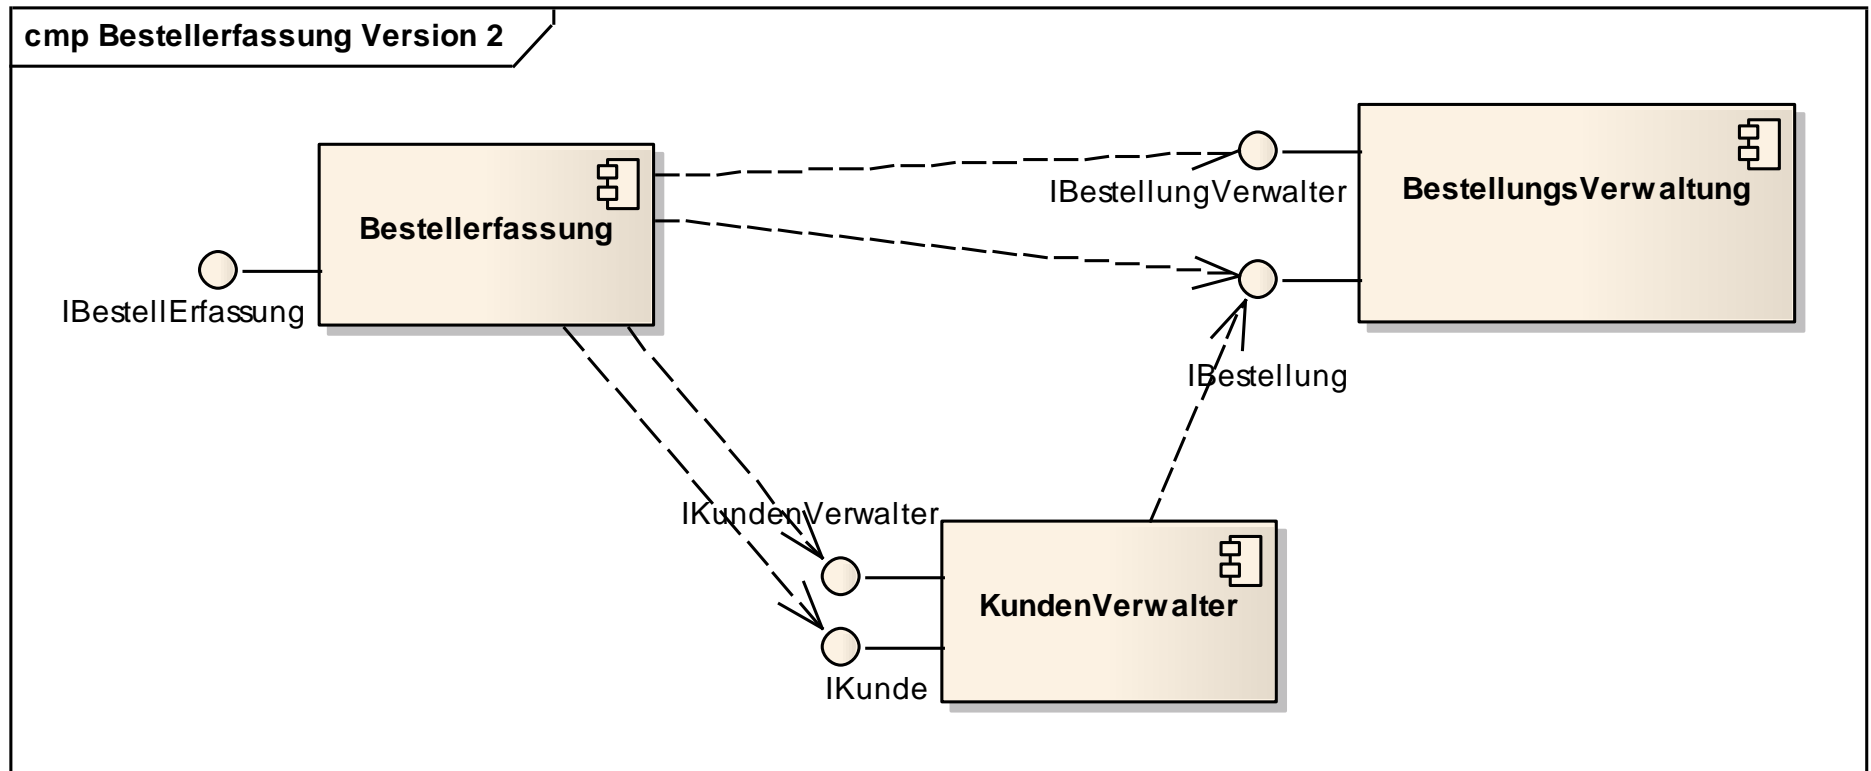 cmp Bestellerfassung Version 2
IBestellungVerwalter
BestellungsVerwaltung
Bestellerfassung
IBestellErfassung
IBestellung
IKundenVerwalter
KundenVerwalter
IKunde